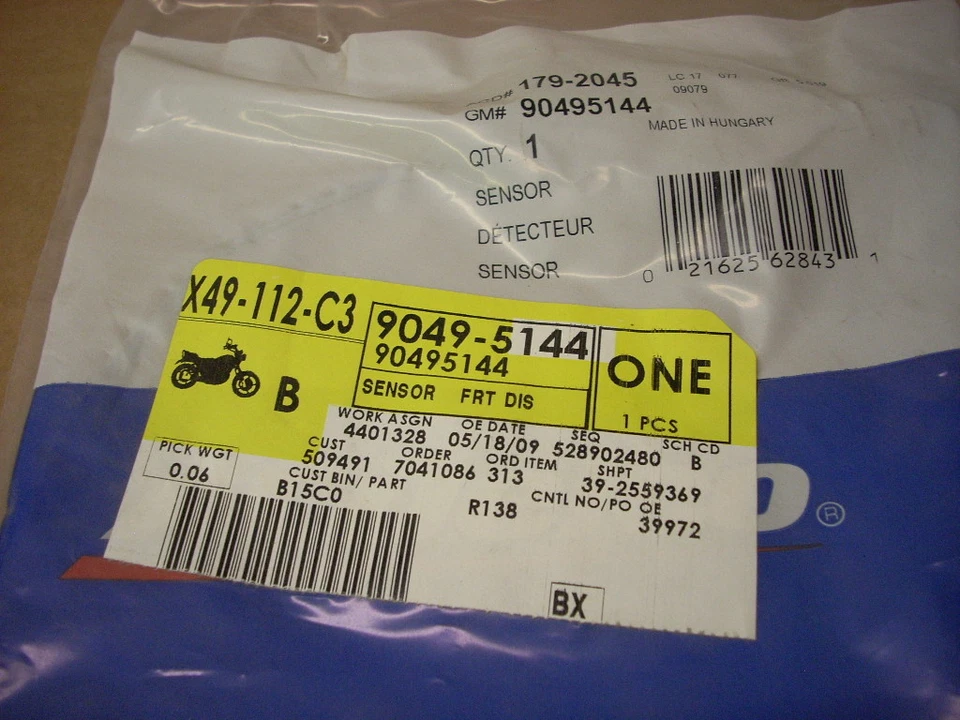 179-2045
LC 17 077
09079
GM# 90495144
MADE IN HUNGARY
QTY. 1
SENSOR
DÉTECTEUR
SENSOR
0 21625 62843 1
X49-112-C3
B
9049-5144
90495144
SENSOR FRT DIS
ONE
1 PCS
WORK ASGN OE DATE SEQ SCH CD
4401328 05/18/09 528902480 B
CUST ORDER ORD ITEM SHPT
509491 7041086 313 39-2559369
PICK WGT
0.06
CUST BIN/ PART CNTL NO/PO OE
B15C0 R138 39972
BX
®